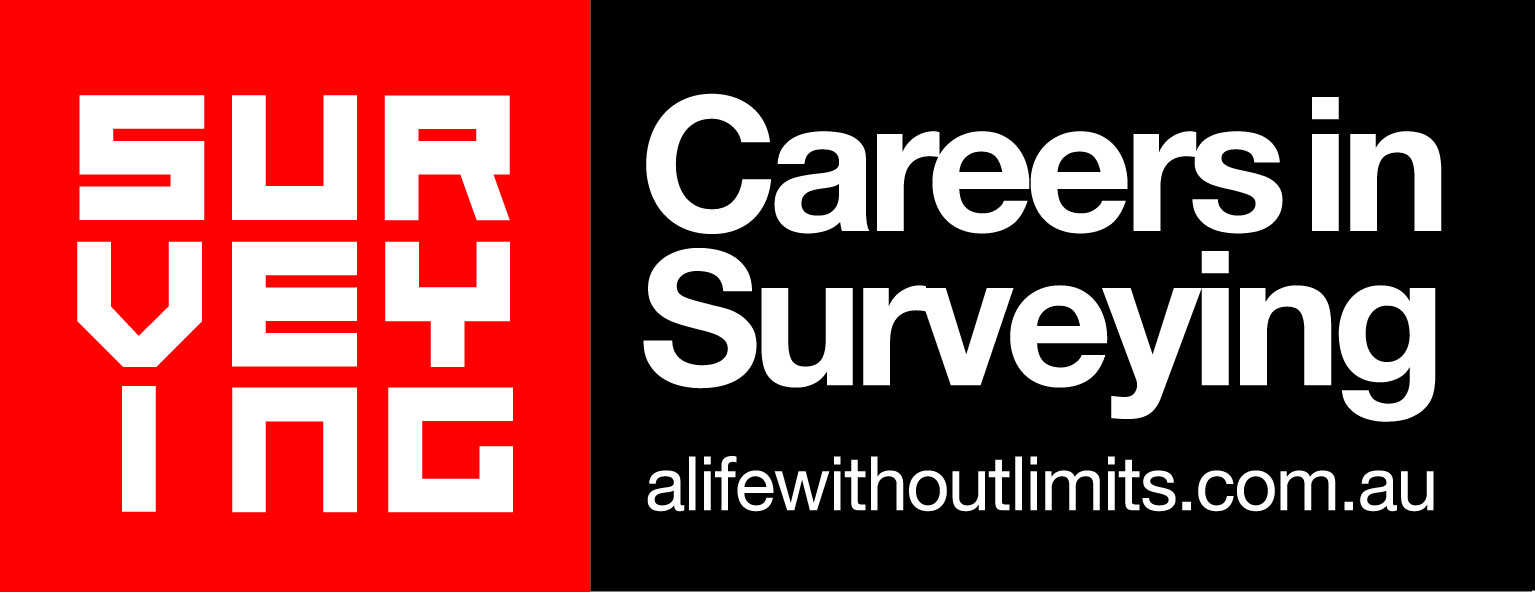 SUR
VEY
ING
Careers in
Surveying
alifewithoutlimits.com.au